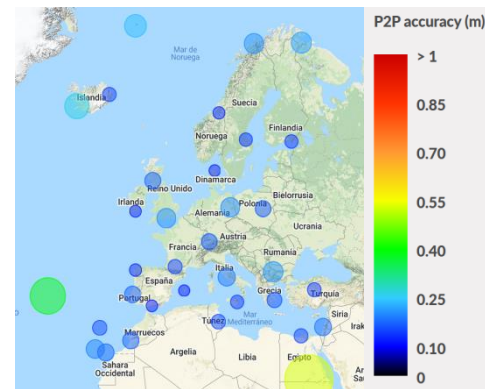 P2P accuracy (m)
> 1
0.85
0.70
0.55
0.40
0.25
0.10
0
Mar de
Noruega
Islandia
Suecia
Finlandia
Noruega
Dinamarca
Reino Unido
Irlanda
Bielorrusia
Polonia
Alemania
Ucrania
Austria
Francia
Rumania
Italia
España
Portugal
Grecia
Turquía
Mar
Mediterráneo
Túnez
Siria
Irak
Marruecos
Argelia
Libia
Egipto
Sahara
Occidental